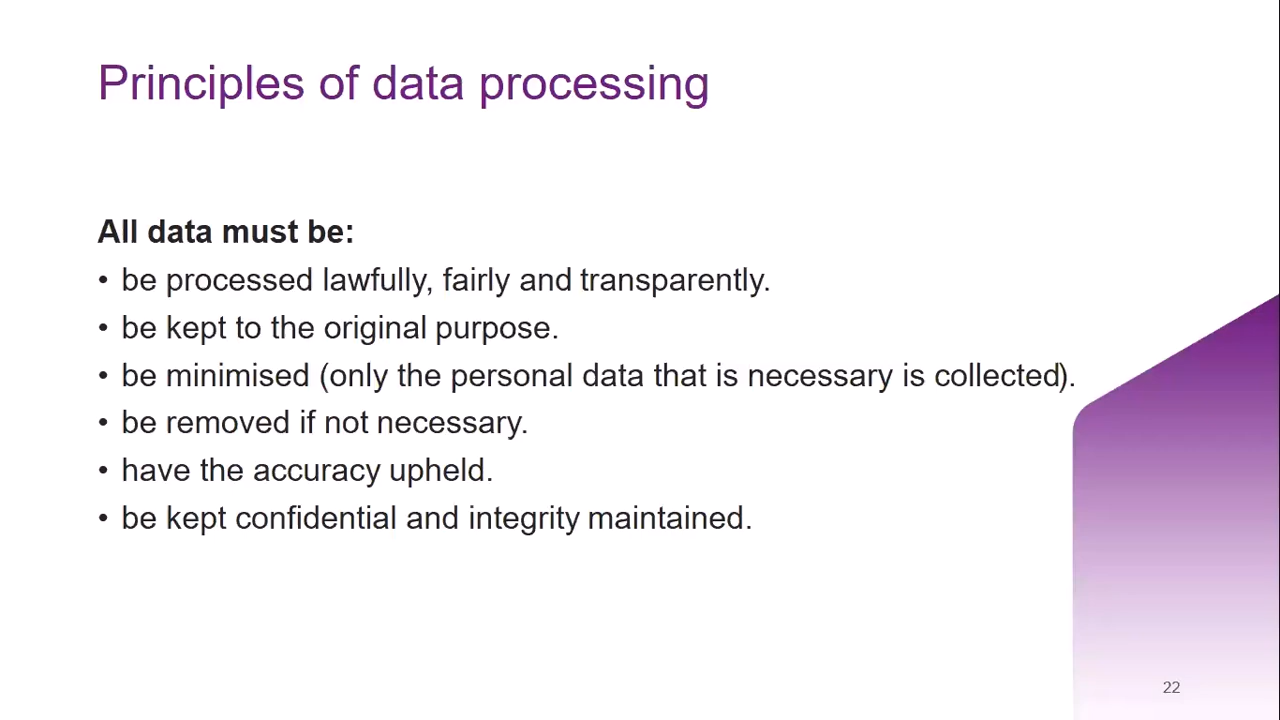 Principles of data processing
All data must be:
• be processed lawfully, fairly and transparently.
• be kept to the original purpose.
• be minimised (only the personal data that is necessary is collected).
• be removed if not necessary.
• have the accuracy upheld.
• be kept confidential and integrity maintained.
22